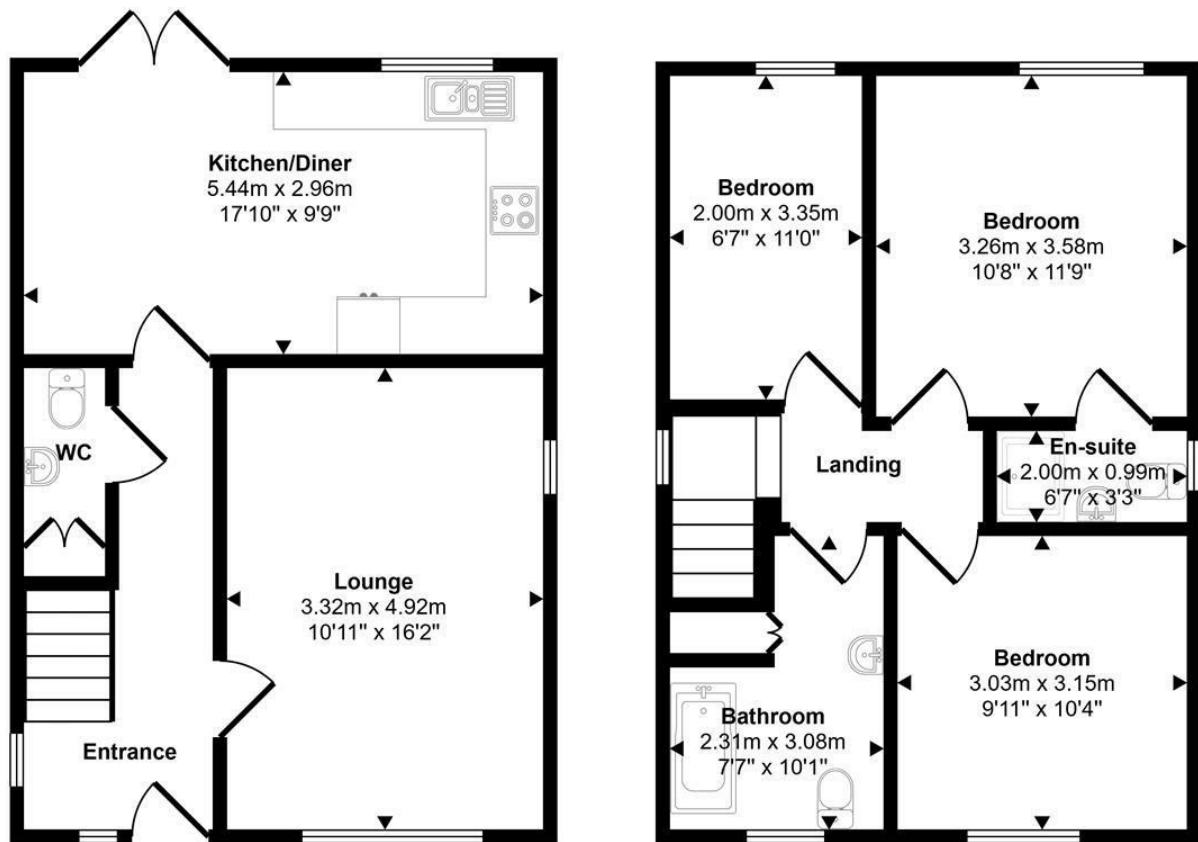 Kitchen/Diner
5.44m x 2.96m
17'10" x 9'9"
WC
Lounge
3.32m x 4.92m
10'11" x 16'2"
Entrance
Bedroom
2.00m x 3.35m
6'7" x 11'0"
Bedroom
3.26m x 3.58m
10'8" x 11'9"
Landing
En-suite
2.00m x 0.99m
6'7" x 3'3"
Bathroom
2.31m x 3.08m
7'7" x 10'1"
Bedroom
3.03m x 3.15m
9'11" x 10'4"